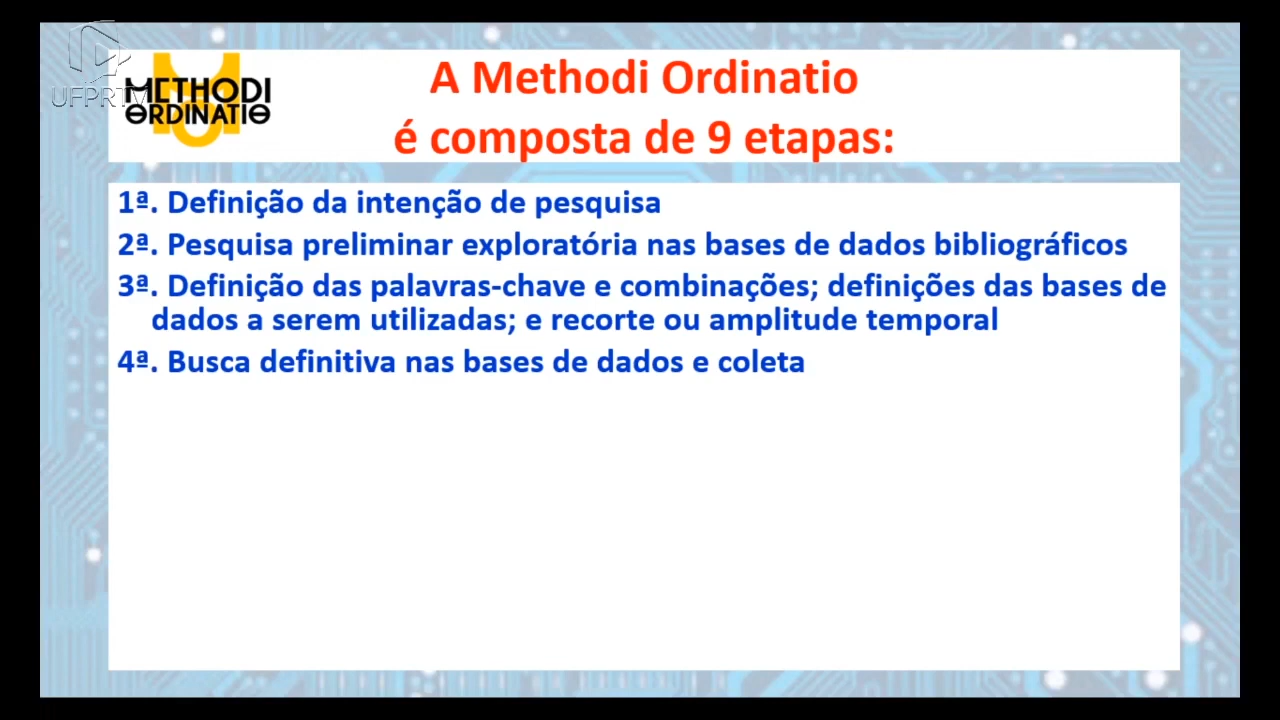 UFPRTV
METHODI
ORDINATIO
A Methodi Ordinatio
é composta de 9 etapas:
1ª. Definição da intenção de pesquisa
2ª. Pesquisa preliminar exploratória nas bases de dados bibliográficos
3ª. Definição das palavras-chave e combinações; definições das bases de
dados a serem utilizadas; e recorte ou amplitude temporal
4ª. Busca definitiva nas bases de dados e coleta